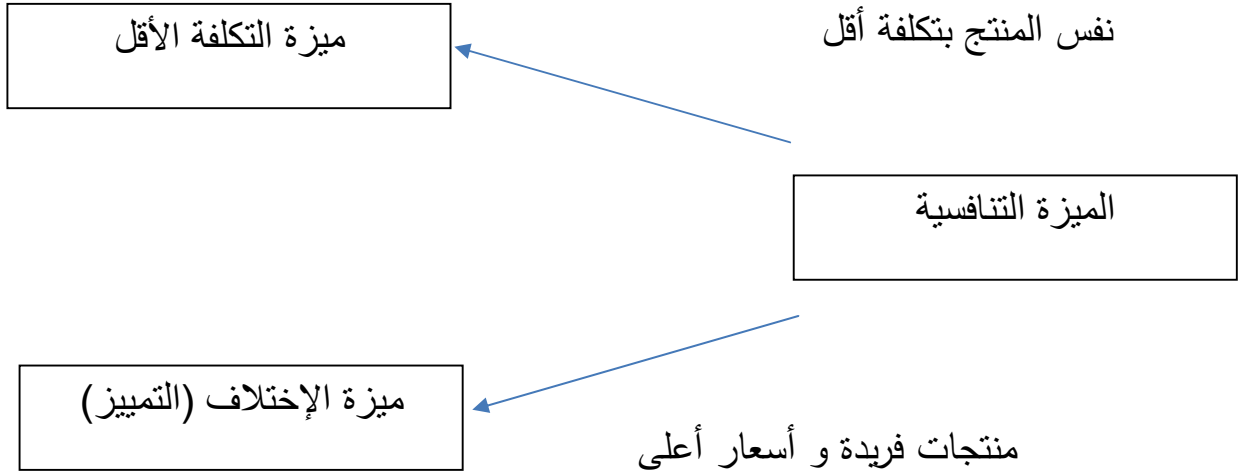 نفس المنتج بتكلفة أقل
ميزة التكلفة الأقل
الميزة التنافسية
ميزة الإختلاف (التمييز)
منتجات فريدة و أسعار أعلى